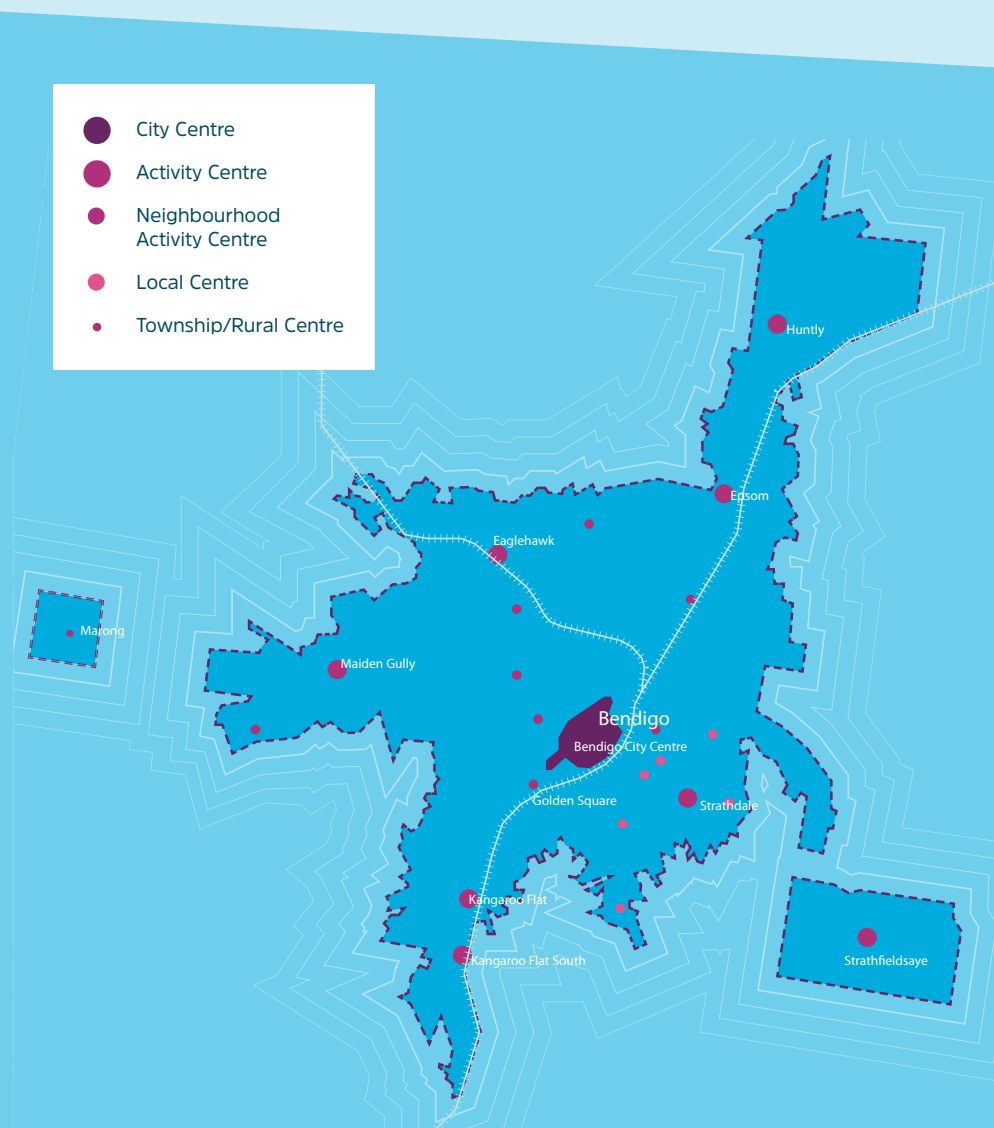 City Centre
Activity Centre
Neighbourhood
Activity Centre
Local Centre
Township/Rural Centre
Huntly
Epsom
Eaglehawk
Marong
Maiden Gully
Bendigo
Bendigo City Centre
Golden Square
Strathdale
Kangaroo Flat
Kangaroo Flat South
Strathfieldsaye